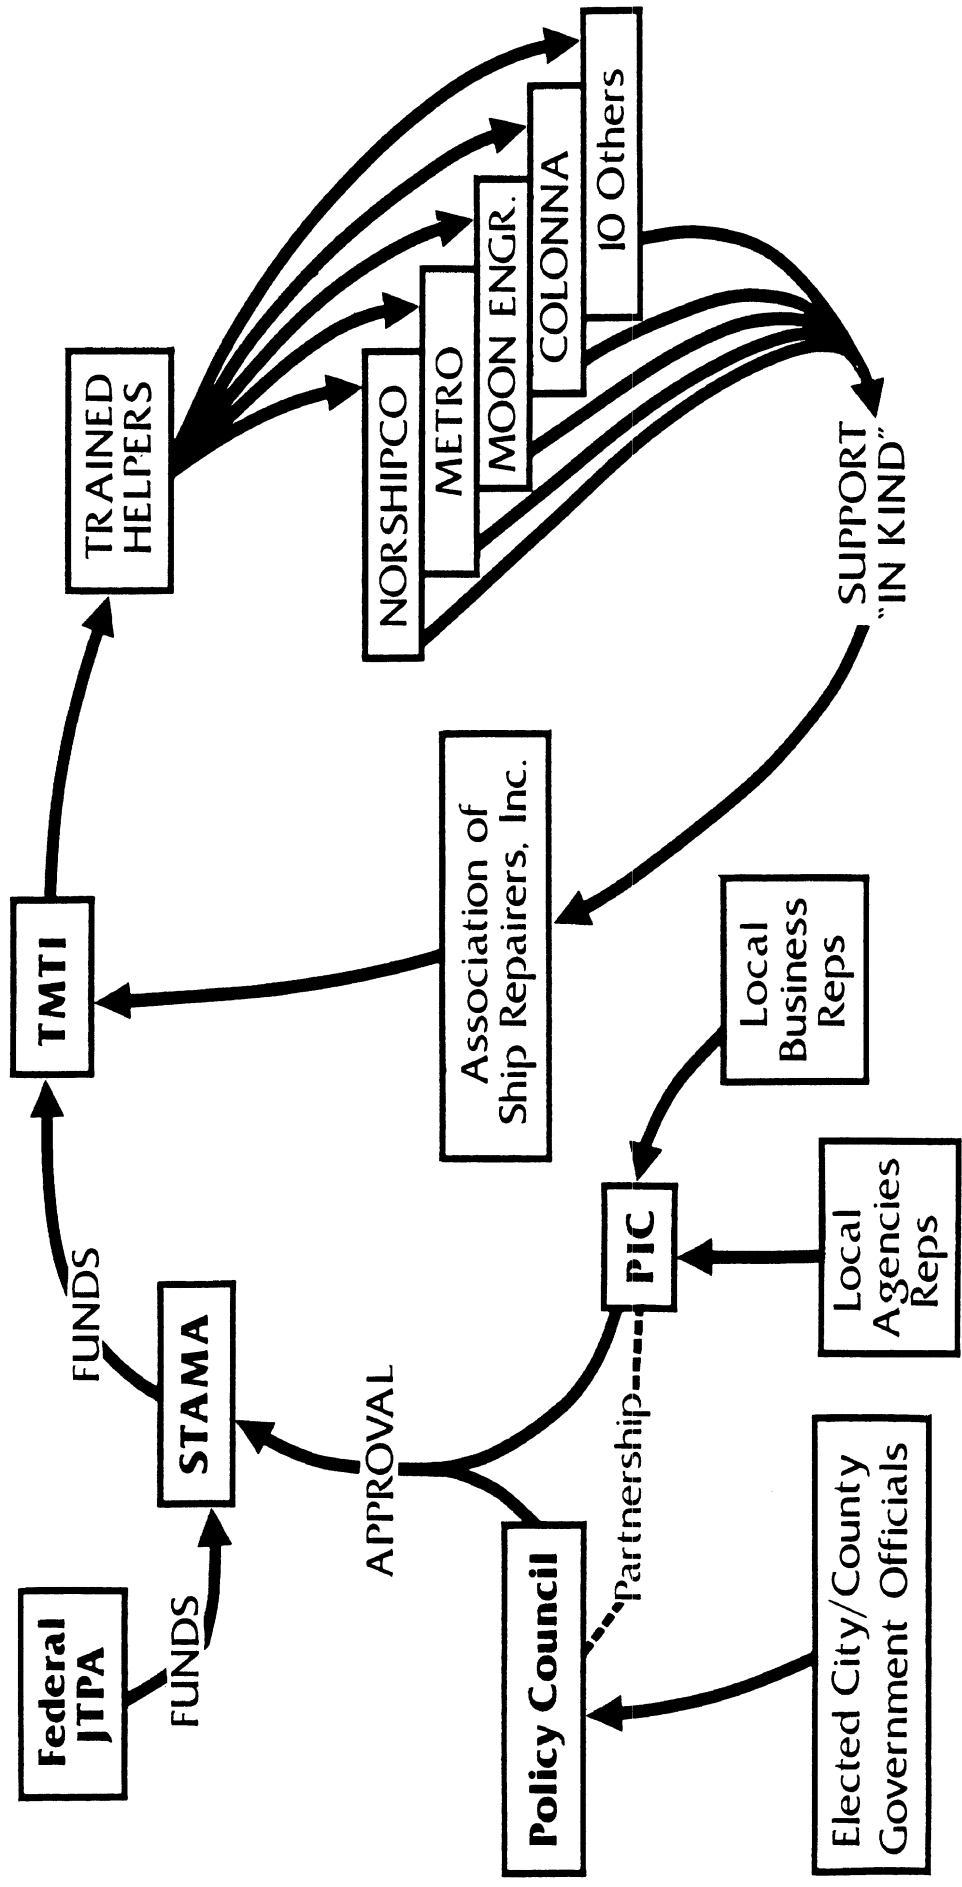 Federal
JTPA
FUNDS
STAMA
FUNDS
TMTI
TRAINED
HELPERS
NORSHIPCO
METRO
MOON ENGR.
COLONNA
10 Others
SUPPORT
“IN KIND”
Association of
Ship Repairers, Inc.
APPROVAL
Policy Council
Partnership
PIC
Local
Business
Reps
Local
Agencies
Reps
Elected City/County
Government Officials